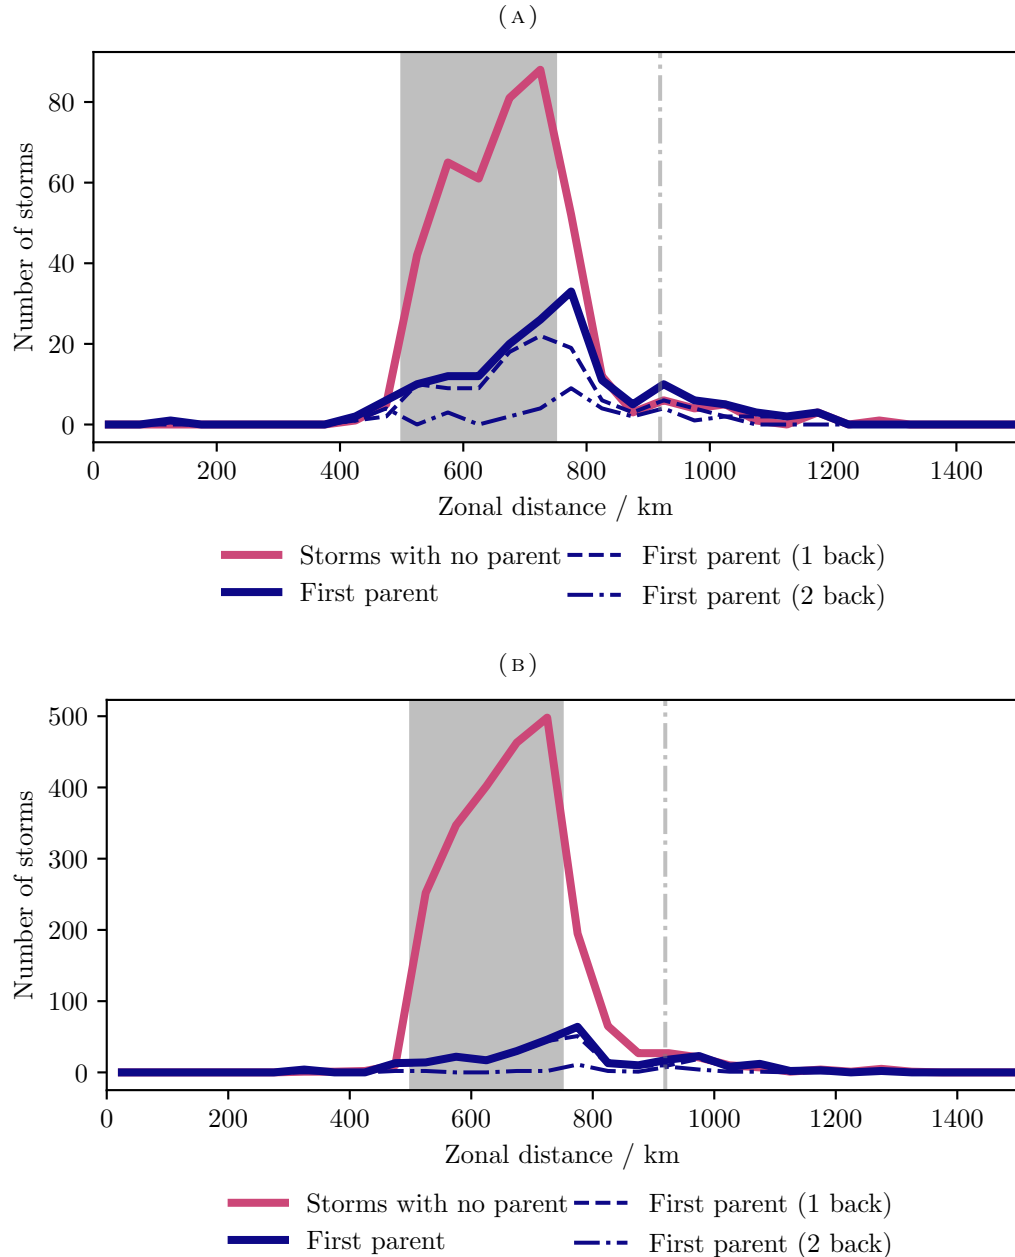 (A)
80
60
40
20
0
Number of storms
0 200 400 600 800 1000 1200 1400
Zonal distance / km
Storms with no parent First parent (1 back)
First parent First parent (2 back)
(B)
500
400
300
200
100
0
Number of storms
0 200 400 600 800 1000 1200 1400
Zonal distance / km
Storms with no parent First parent (1 back)
First parent First parent (2 back)